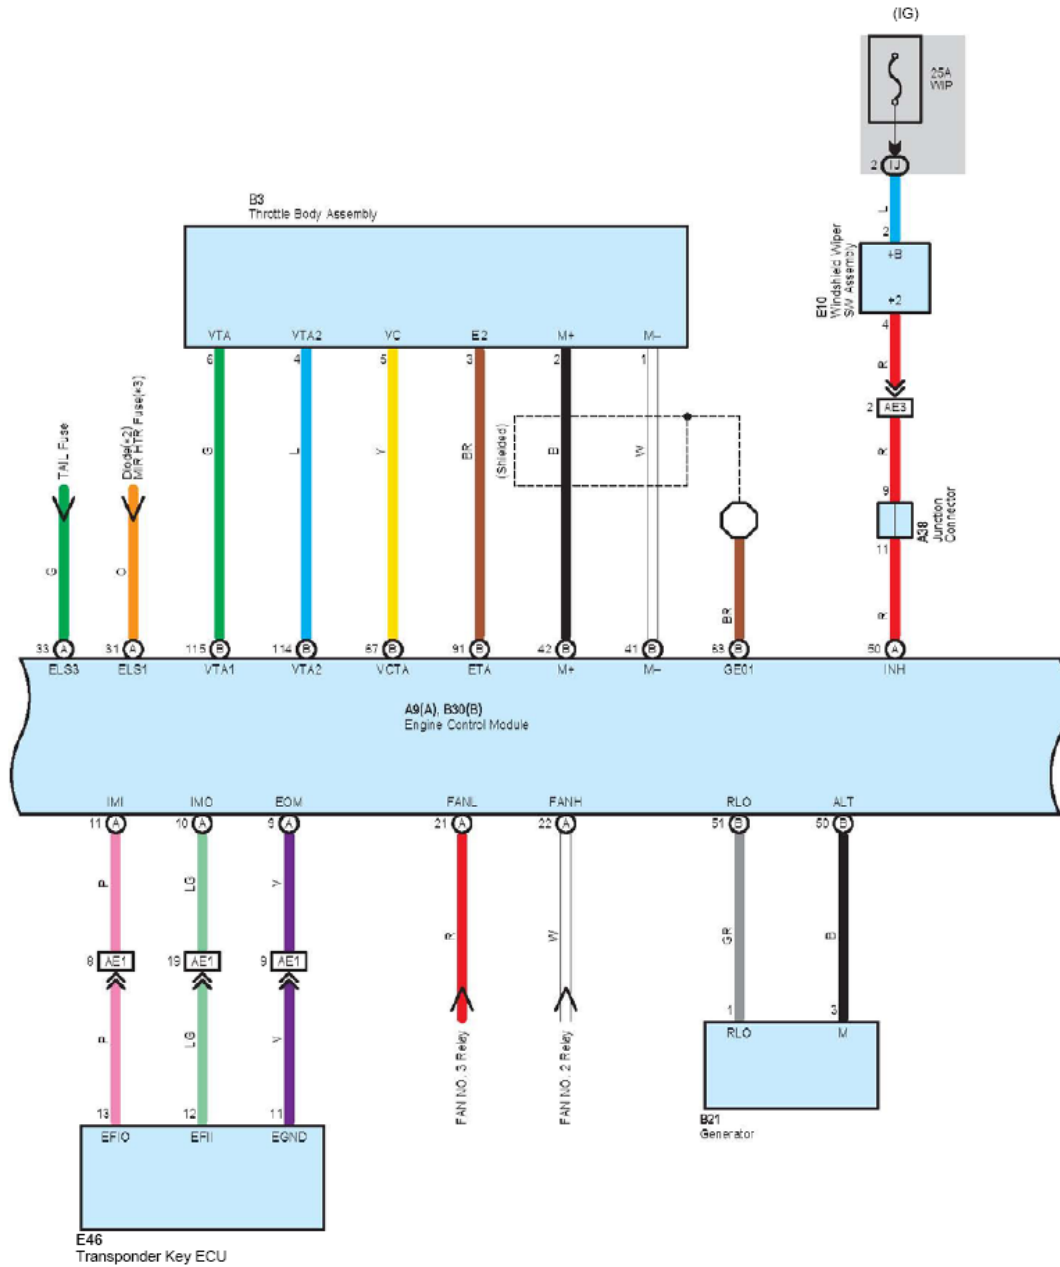 (IG)
25A
WIP
2 IJ
L
2
+B
E10
Windshield Wiper
SW Assembly
+2
4
R
2 AE3
R
9
A38
Junction
Connector
11
R
B3
Throttle Body Assembly
VTA VTA2 VC E2 M+ M-
6 4 5 3 2 1
TAIL Fuse
Diode(*2)
MIR HTR Fuse(*3)
(Shielded)
G O G L Y BR B W BR
33 A 31 A 115 B 114 B 67 B 91 B 42 B 41 B 83 B 50 A
ELS3 ELS1 VTA1 VTA2 VCTA ETA M+ M- GE01 INH
A9(A), B30(B)
Engine Control Module
IMI IMO EOM FANL FANH RLO ALT
11 A 10 A 9 A 21 A 22 A 51 B 50 B
P LG V R W GR B
8 AE1 19 AE1 9 AE1
P LG V
FAN NO. 3 Relay
FAN NO. 2 Relay
1 3
RLO M
B21
Generator
13 12 11
EFIO EFII EGND
E46
Transponder Key ECU